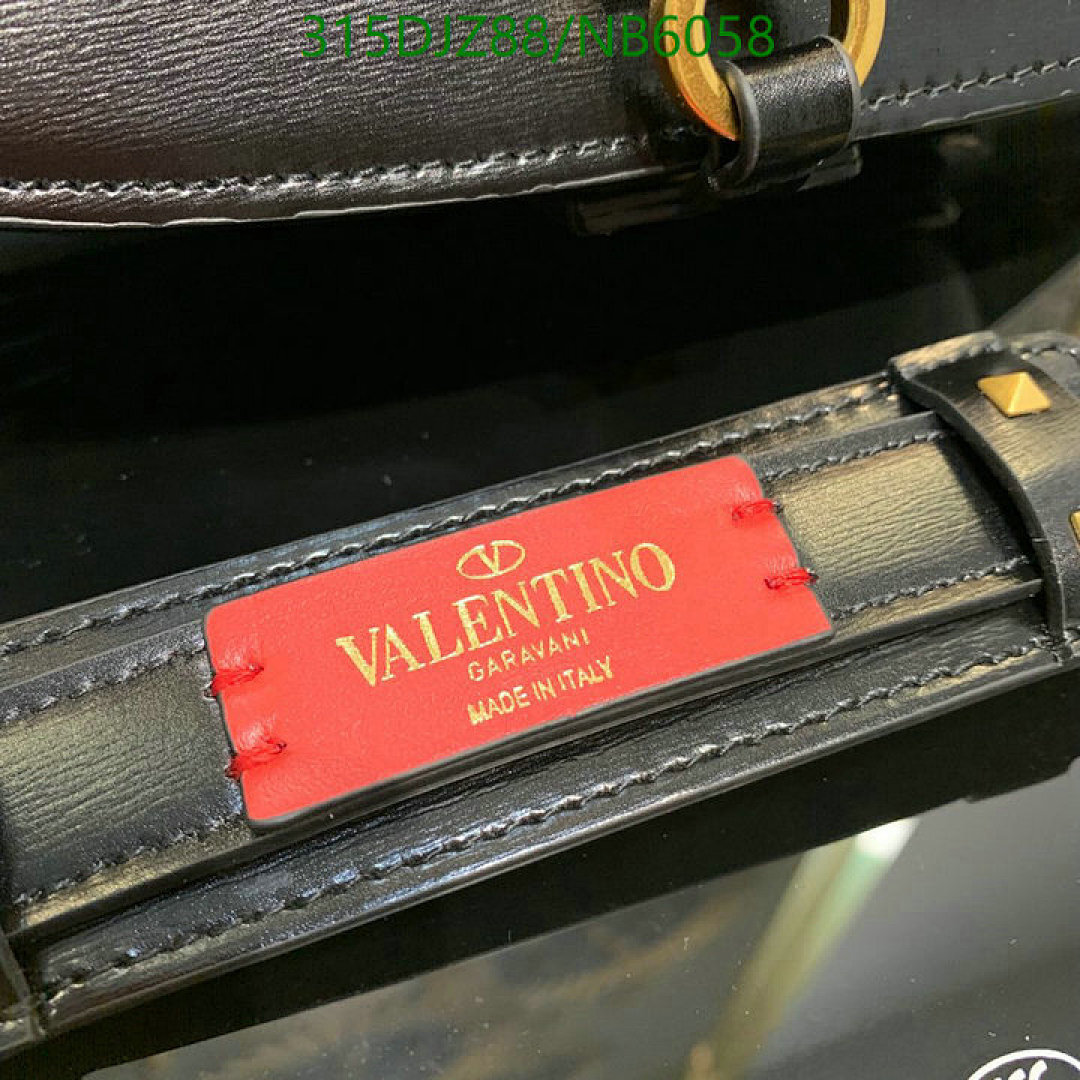 315DJZ88/NB6058
V
VALENTINO
GARAVANI
MADE IN ITALY